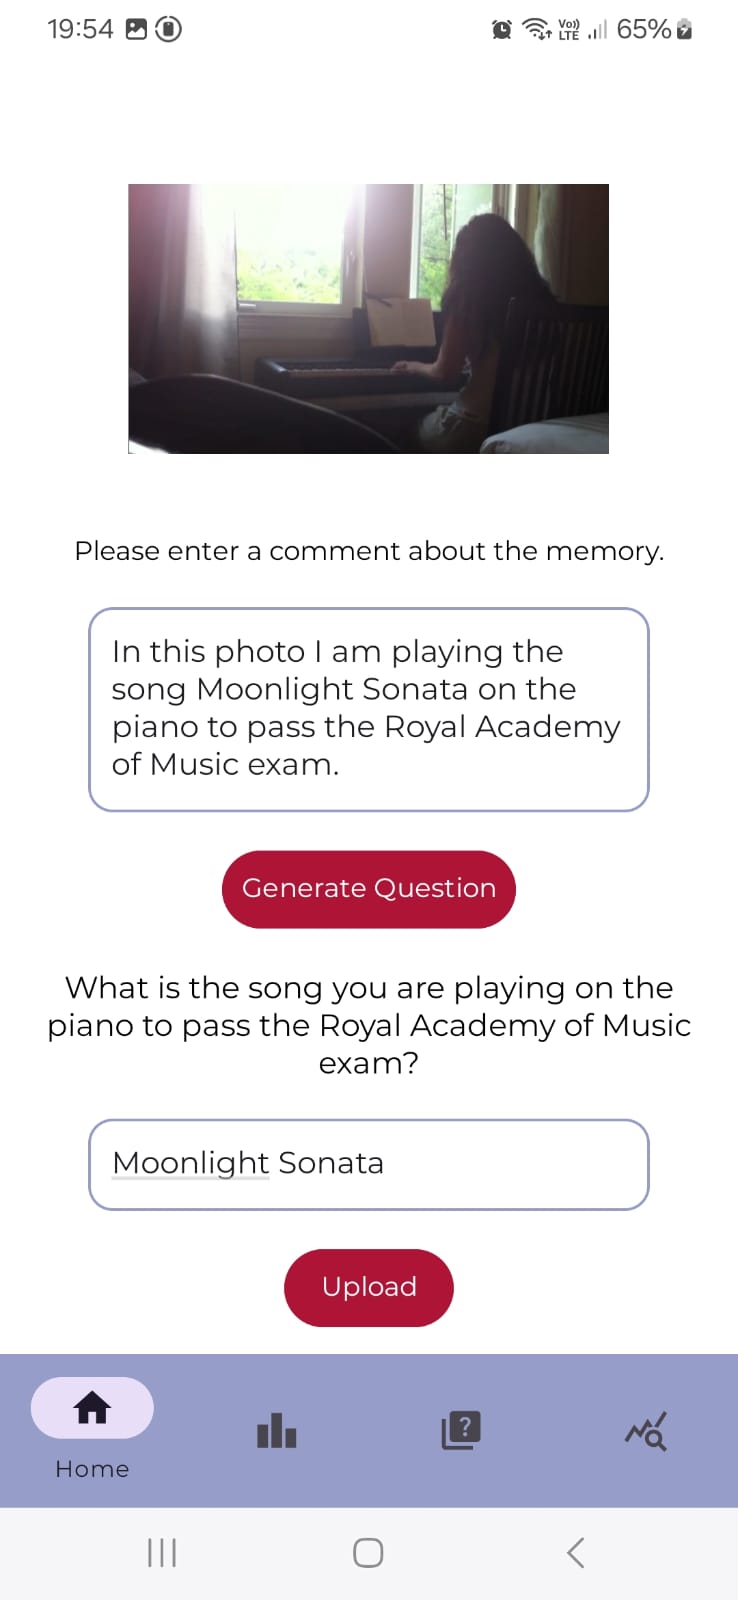 19:54
Vo)) LTE 65%
Please enter a comment about the memory.
In this photo I am playing the
song Moonlight Sonata on the
piano to pass the Royal Academy
of Music exam.
Generate Question
What is the song you are playing on the
piano to pass the Royal Academy of Music
exam?
Moonlight Sonata
Upload
?
Home